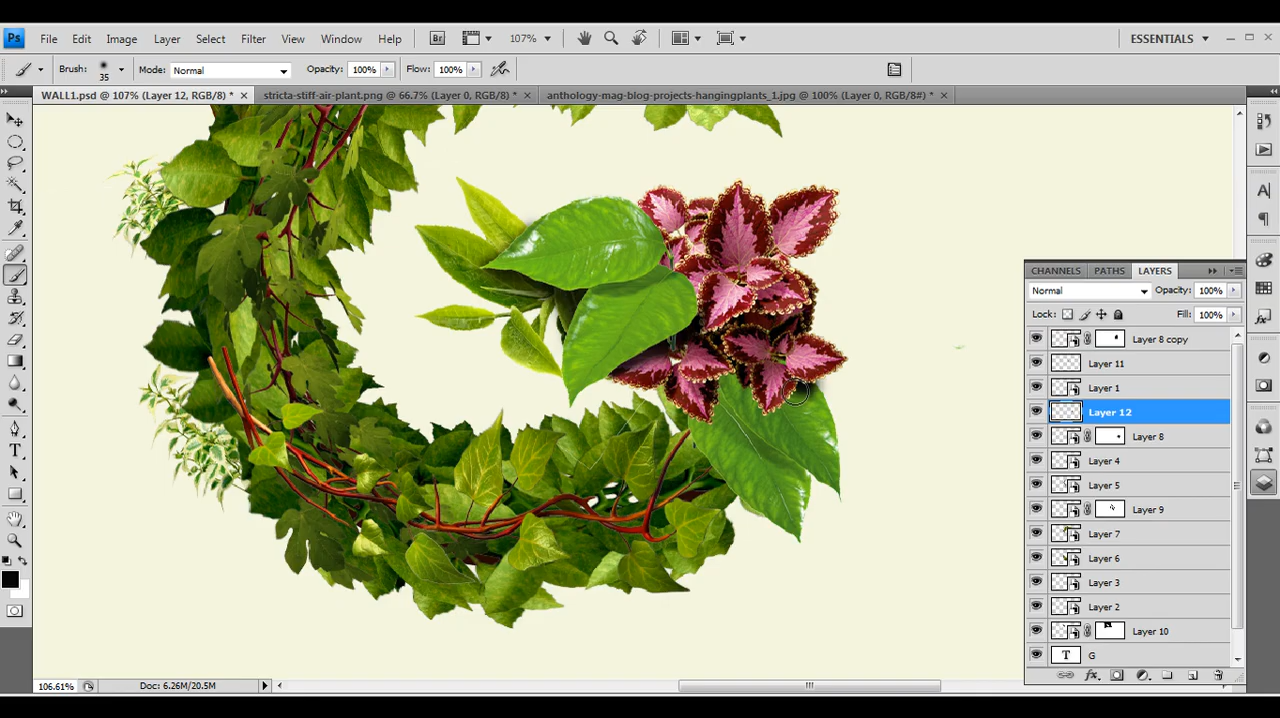 Ps File Edit Image Layer Select Filter View Window Help Br 107% ESSENTIALS
Brush: 35 Mode: Normal Opacity: 100% Flow: 100%
WALL1.psd @ 107% (Layer 12, RGB/8) * stricta-stiff-air-plant.png @ 66.7% (Layer 0, RGB/8) * anthology-mag-blog-projects-hangingplants_1.jpg @ 100% (Layer 0, RGB/8#) *
CHANNELS PATHS LAYERS
Normal Opacity: 100%
Lock: Fill: 100%
Layer 8 copy
Layer 11
Layer 1
Layer 12
Layer 8
Layer 4
Layer 5
Layer 9
Layer 7
Layer 6
Layer 3
Layer 2
Layer 10
T G
106.61% Doc: 6.26M/20.5M